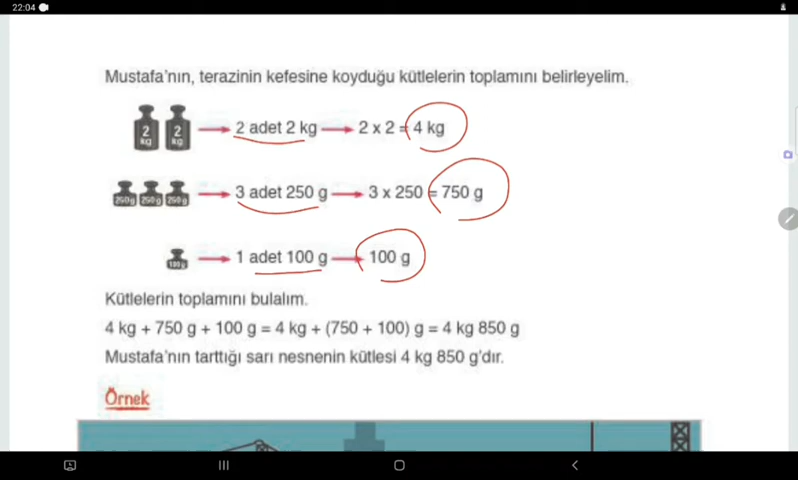 22:04
Mustafa'nın, terazinin kefesine koyduğu kütlelerin toplamını belirleyelim.
2 kg 2 kg 2 adet 2 kg 2 x 2 = 4 kg
250 g 250 g 250 g 3 adet 250 g 3 x 250 = 750 g
100 g 1 adet 100 g 100 g
Kütlelerin toplamını bulalım.
4 kg + 750 g + 100 g = 4 kg + (750 + 100) g = 4 kg 850 g
Mustafa'nın tarttığı sarı nesnenin kütlesi 4 kg 850 g'dır.
Örnek